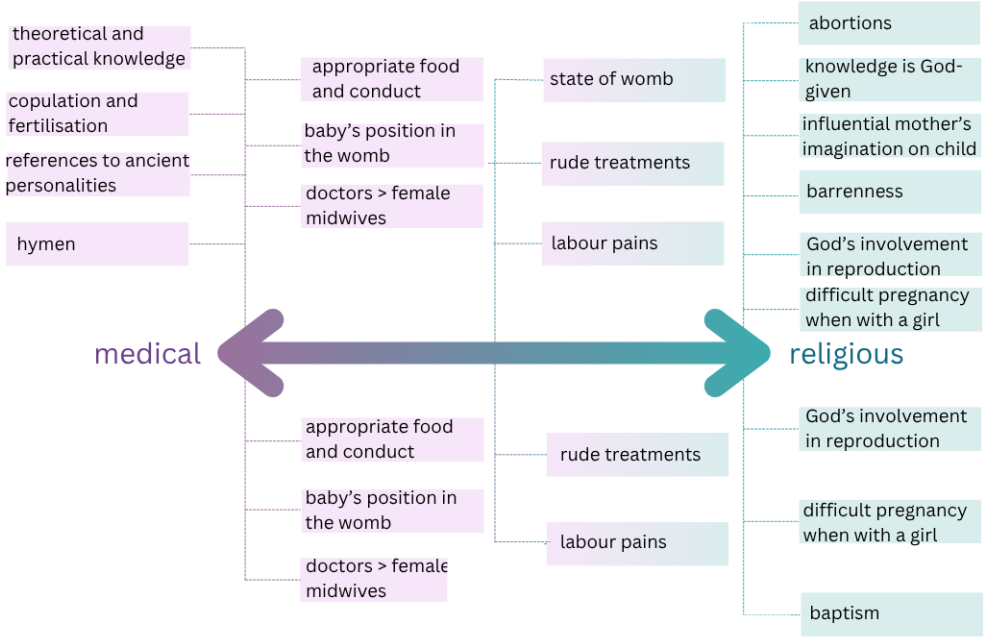 theoretical and
practical knowledge
copulation and
fertilisation
references to ancient
personalities
hymen
appropriate food
and conduct
baby's position in
the womb
doctors > female
midwives
state of womb
rude treatments
labour pains
abortions
knowledge is God-
given
influential mother's
imagination on child
barrenness
God's involvement
in reproduction
difficult pregnancy
when with a girl
medical
religious
appropriate food
and conduct
baby's position in
the womb
doctors > female
midwives
rude treatments
labour pains
God's involvement
in reproduction
difficult pregnancy
when with a girl
baptism